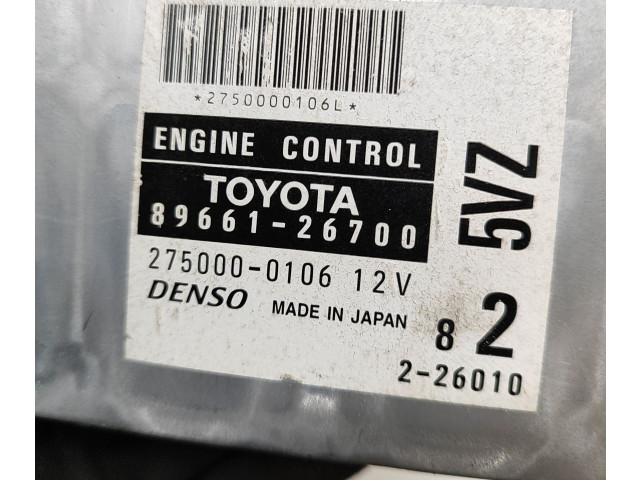 *2750000106L*
ENGINE CONTROL
TOYOTA
89661-26700
5VZ
275000-0106 12V
DENSO MADE IN JAPAN
8 2
2-26010